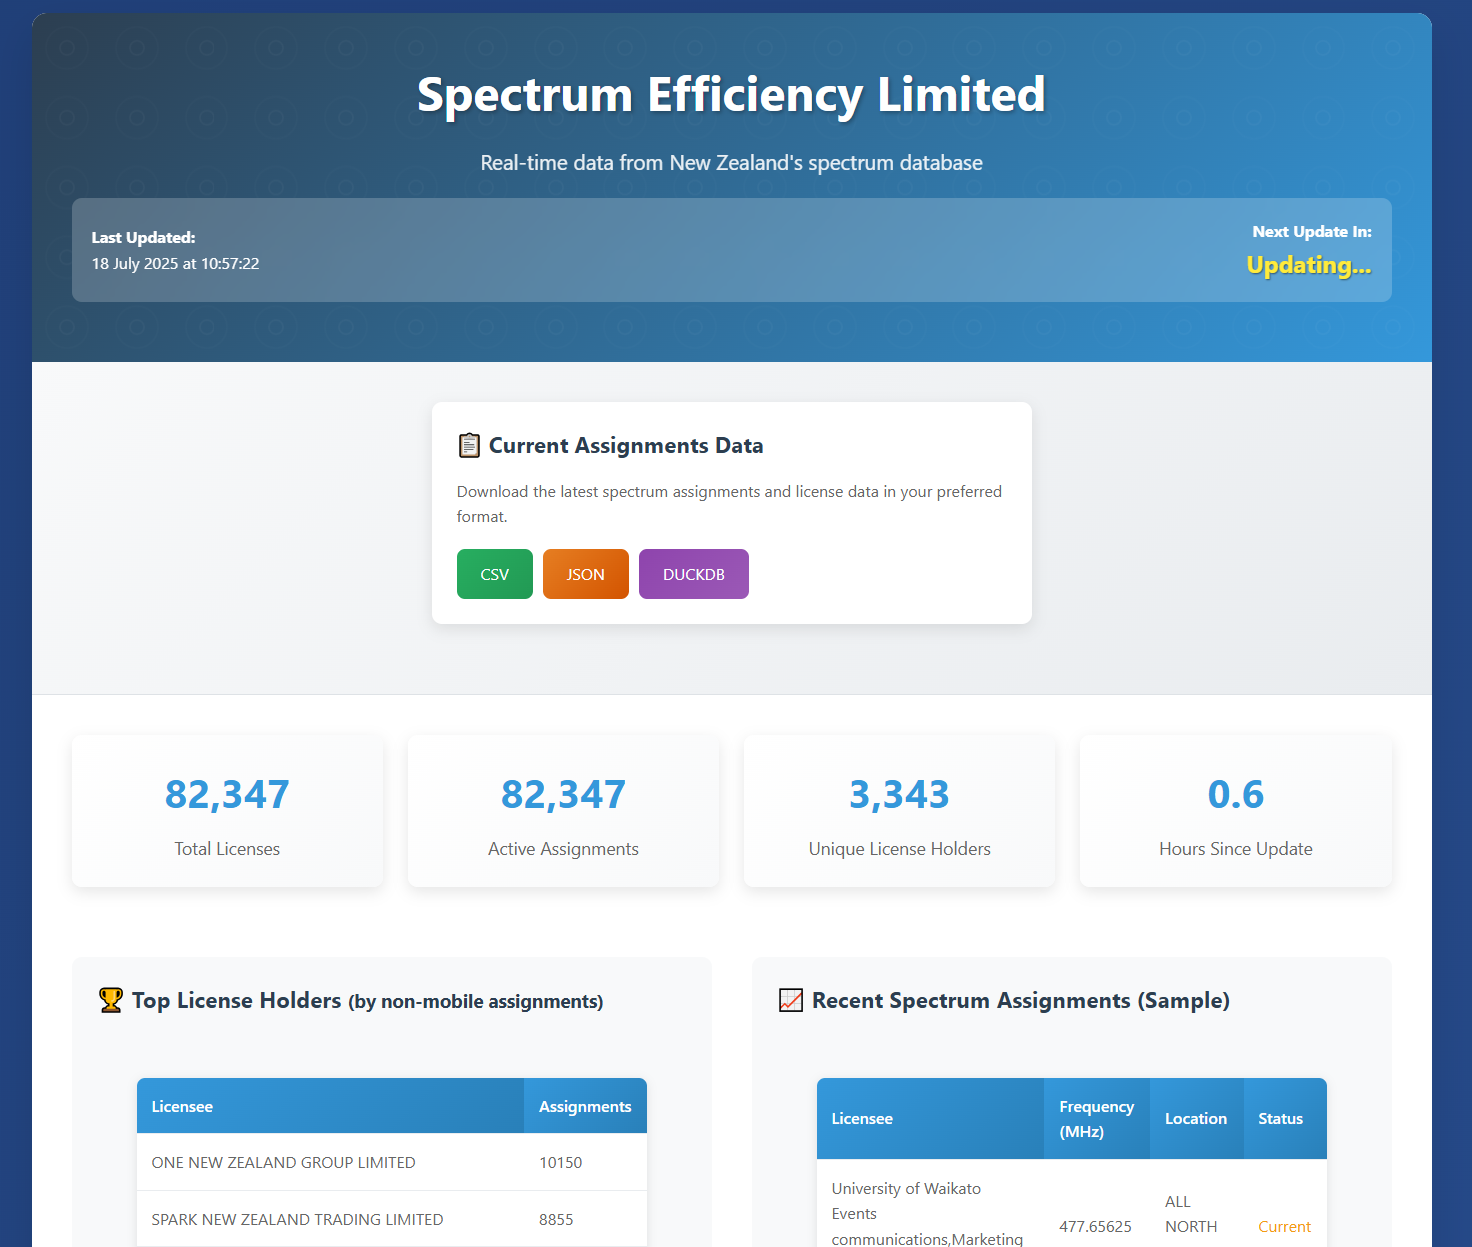 Spectrum Efficiency Limited
Real-time data from New Zealand's spectrum database
Last Updated:
18 July 2025 at 10:57:22
Next Update In:
Updating...
Current Assignments Data
Download the latest spectrum assignments and license data in your preferred
format.
CSV
JSON
DUCKDB
82,347
Total Licenses
82,347
Active Assignments
3,343
Unique License Holders
0.6
Hours Since Update
Top License Holders (by non-mobile assignments)
Licensee
Assignments
ONE NEW ZEALAND GROUP LIMITED
10150
SPARK NEW ZEALAND TRADING LIMITED
8855
Recent Spectrum Assignments (Sample)
Licensee
Frequency
(MHz)
Location
Status
University of Waikato
Events
communications,Marketing
477.65625
ALL
NORTH
Current